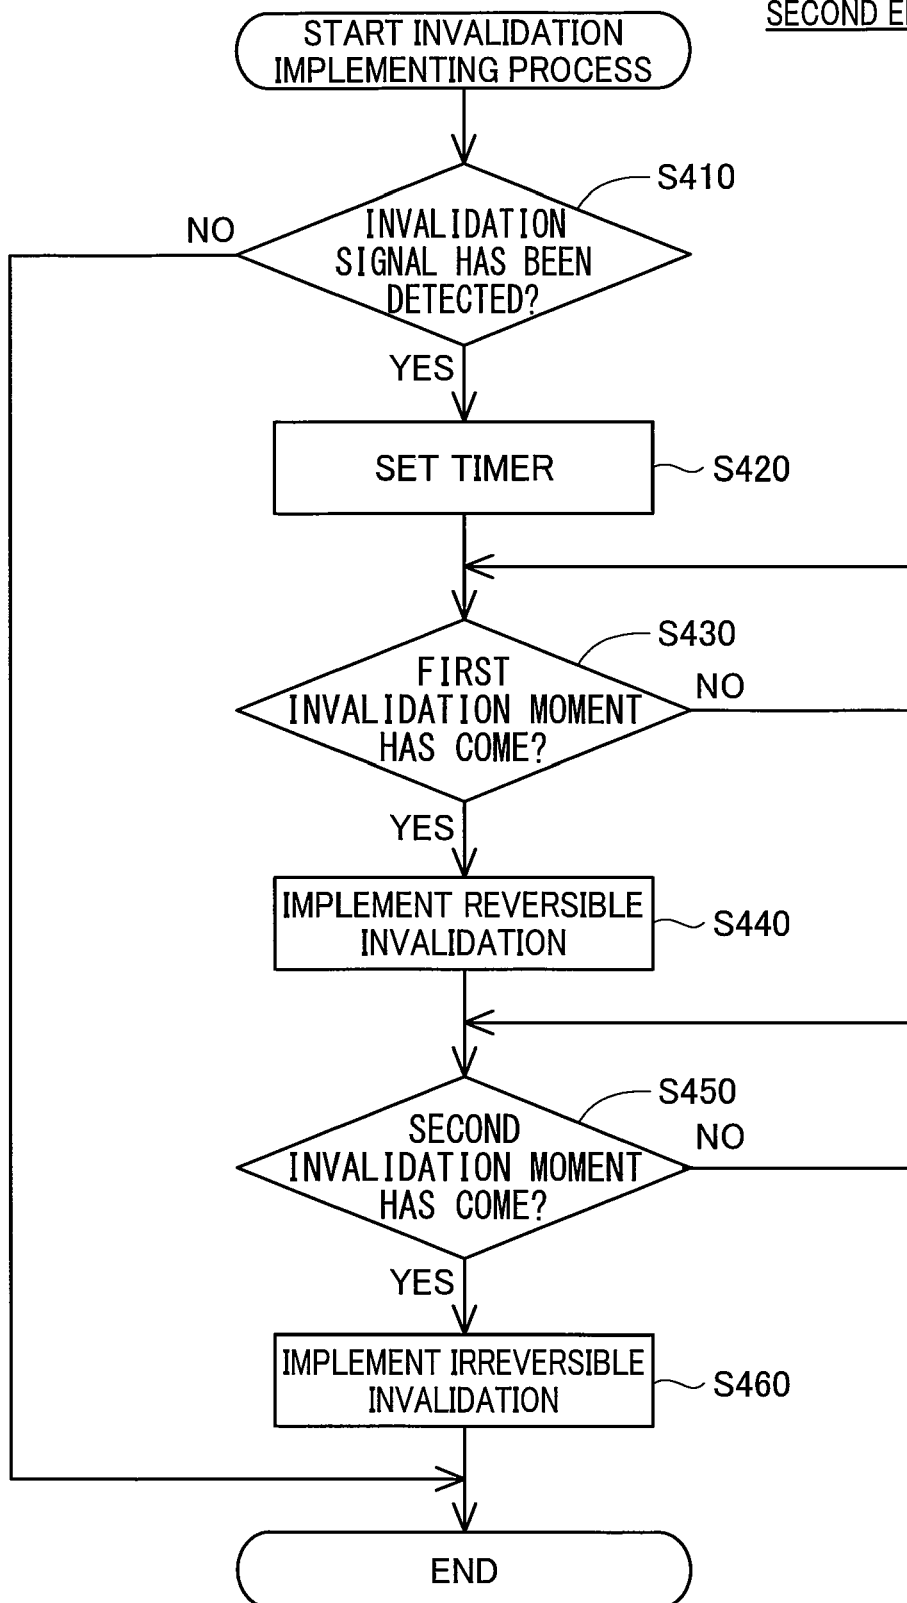 SECOND
START INVALIDATION
IMPLEMENTING PROCESS
S410
NO
INVALIDATION
SIGNAL HAS BEEN
DETECTED?
YES
SET TIMER
S420
S430
FIRST
INVALIDATION MOMENT
HAS COME?
NO
YES
IMPLEMENT REVERSIBLE
INVALIDATION
S440
S450
SECOND
INVALIDATION MOMENT
HAS COME?
NO
YES
IMPLEMENT IRREVERSIBLE
INVALIDATION
S460
END